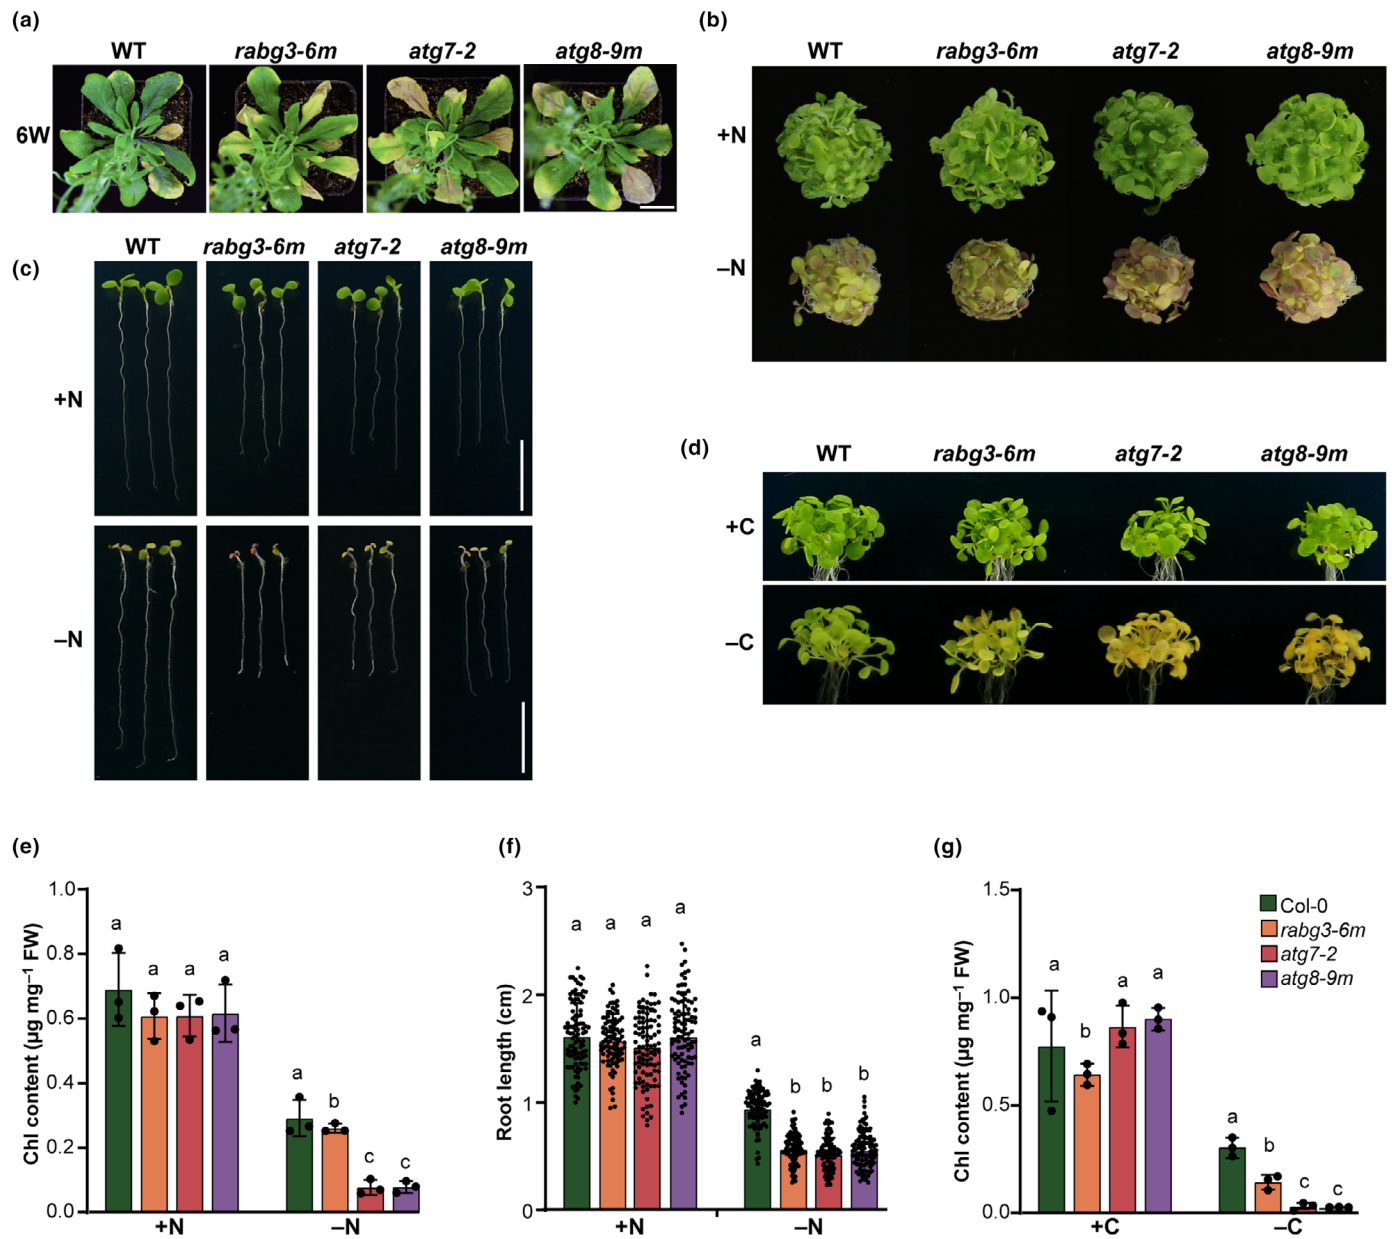 (a)
WT rabg3-6m atg7-2 atg8-9m
6W
(b)
WT rabg3-6m atg7-2 atg8-9m
+N
–N
(c)
WT rabg3-6m atg7-2 atg8-9m
+N
–N
(d)
WT rabg3-6m atg7-2 atg8-9m
+C
–C
(e)
Chl content (µg mg⁻¹ FW)
1.0
0.8
0.6
0.4
0.2
0.0
a a a a
a b c c
+N –N
(f)
Root length (cm)
3
2
1
0
a a a a
a b b b
+N –N
(g)
Chl content (µg mg⁻¹ FW)
1.5
1.0
0.5
0.0
a b a a
a b c c
+C –C
Col-0
rabg3-6m
atg7-2
atg8-9m